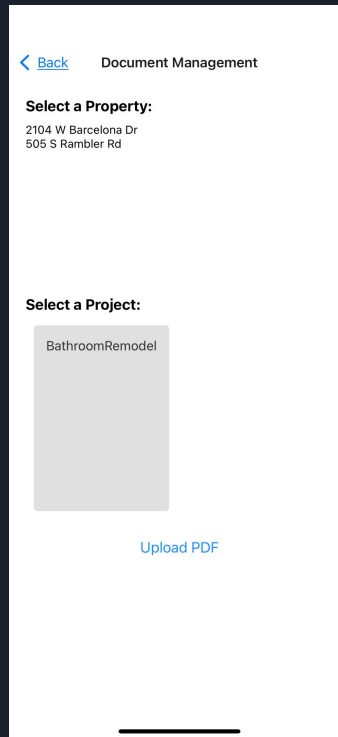 Back
Document Management
Select a Property:
2104 W Barcelona Dr
505 S Rambler Rd
Select a Project:
BathroomRemodel
Upload PDF